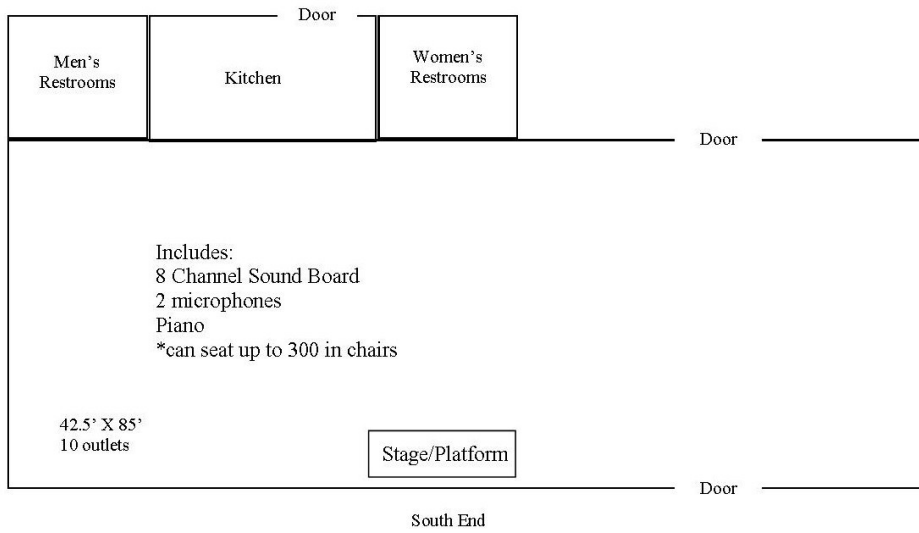 Door
Men's
Restrooms
Kitchen
Women's
Restrooms
Door
Includes:
8 Channel Sound Board
2 microphones
Piano
*can seat up to 300 in chairs
42.5' X 85'
10 outlets
Stage/Platform
Door
South End